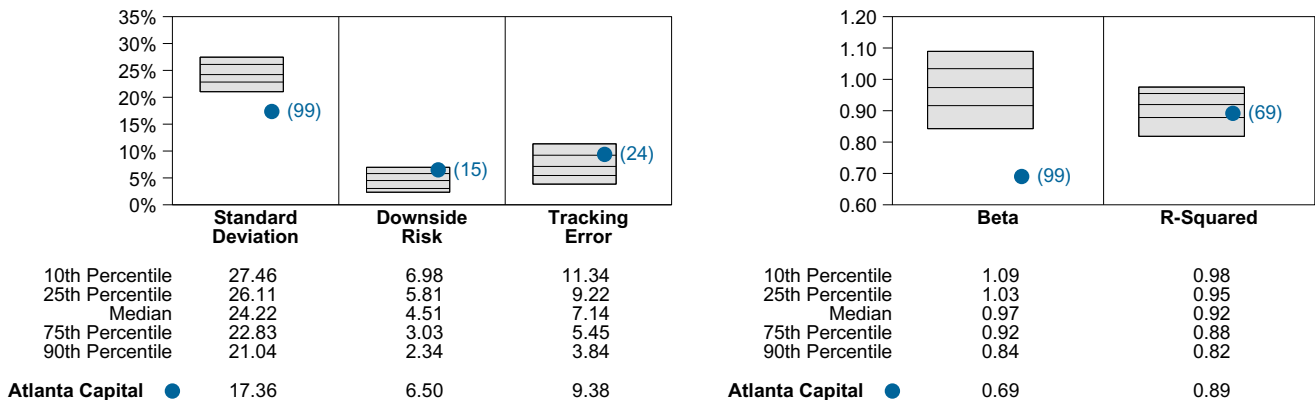 35%
30%
25%
20%
15%
10%
5%
0%
(99)
(15)
(24)
Standard
Deviation
Downside
Risk
Tracking
Error
10th Percentile 27.46 6.98 11.34
25th Percentile 26.11 5.81 9.22
Median 24.22 4.51 7.14
75th Percentile 22.83 3.03 5.45
90th Percentile 21.04 2.34 3.84
Atlanta Capital 17.36 6.50 9.38
1.20
1.10
1.00
0.90
0.80
0.70
0.60
(99)
(69)
Beta R-Squared
10th Percentile 1.09 0.98
25th Percentile 1.03 0.95
Median 0.97 0.92
75th Percentile 0.92 0.88
90th Percentile 0.84 0.82
Atlanta Capital 0.69 0.89